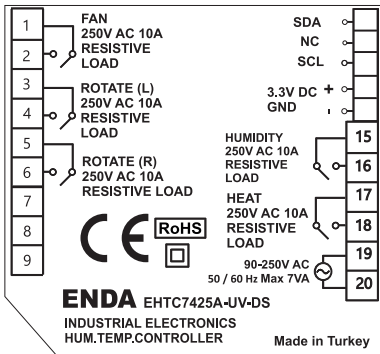 1
FAN
250V AC 10A
2
RESISTIVE
LOAD
3
ROTATE (L)
250V AC 10A
4
RESISTIVE
LOAD
5
ROTATE (R)
6
250V AC 10A
RESISTIVE LOAD
7
8
9
SDA
NC
SCL
3.3V DC +
GND -
HUMIDITY
15
250V AC 10A
RESISTIVE
16
LOAD
HEAT
17
250V AC 10A
RESISTIVE
18
LOAD
90-250V AC
19
50 / 60 Hz Max 7VA
20
CE
RoHS
ENDA EHTC7425A-UV-DS
INDUSTRIAL ELECTRONICS
HUM.TEMP.CONTROLLER
Made in Turkey